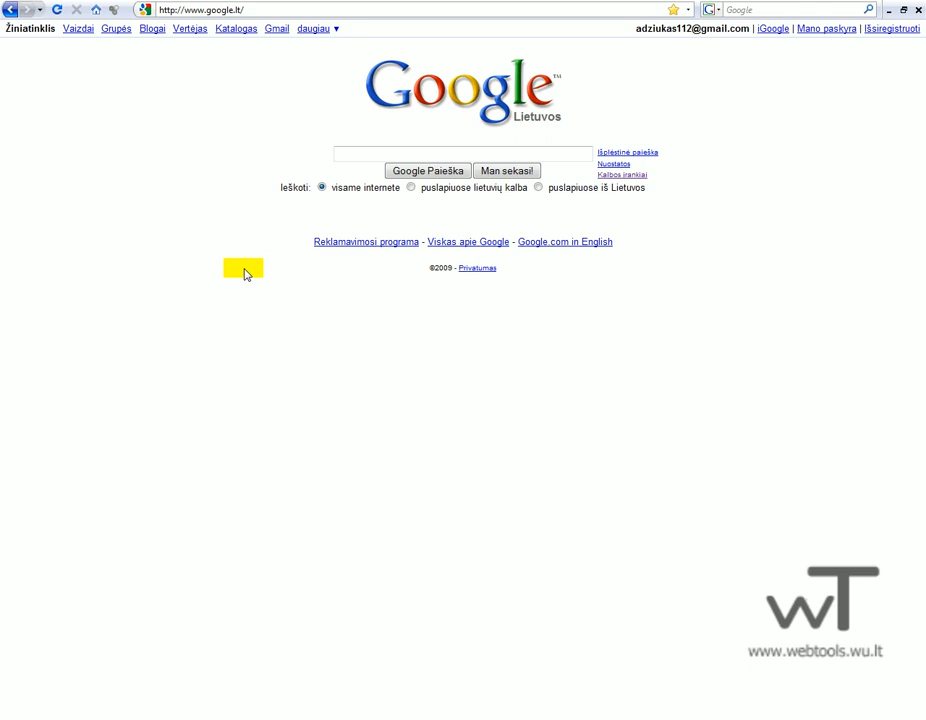 http://www.google.lt/
Google
Žiniatinklis Vaizdai Grupės Blogai Vertėjas Katalogas Gmail daugiau ▼
adziukas112@gmail.com | iGoogle | Mano paskyra | Išsiregistruoti
Google™
Lietuvos
Išplėstinė paieška
Nuostatos
Kalbos įrankiai
Google Paieška Man sekasi!
Ieškoti: visame internete puslapiuose lietuvių kalba puslapiuose iš Lietuvos
Reklamavimosi programa - Viskas apie Google - Google.com in English
©2009 - Privatumas
wT
www.webtools.wu.lt